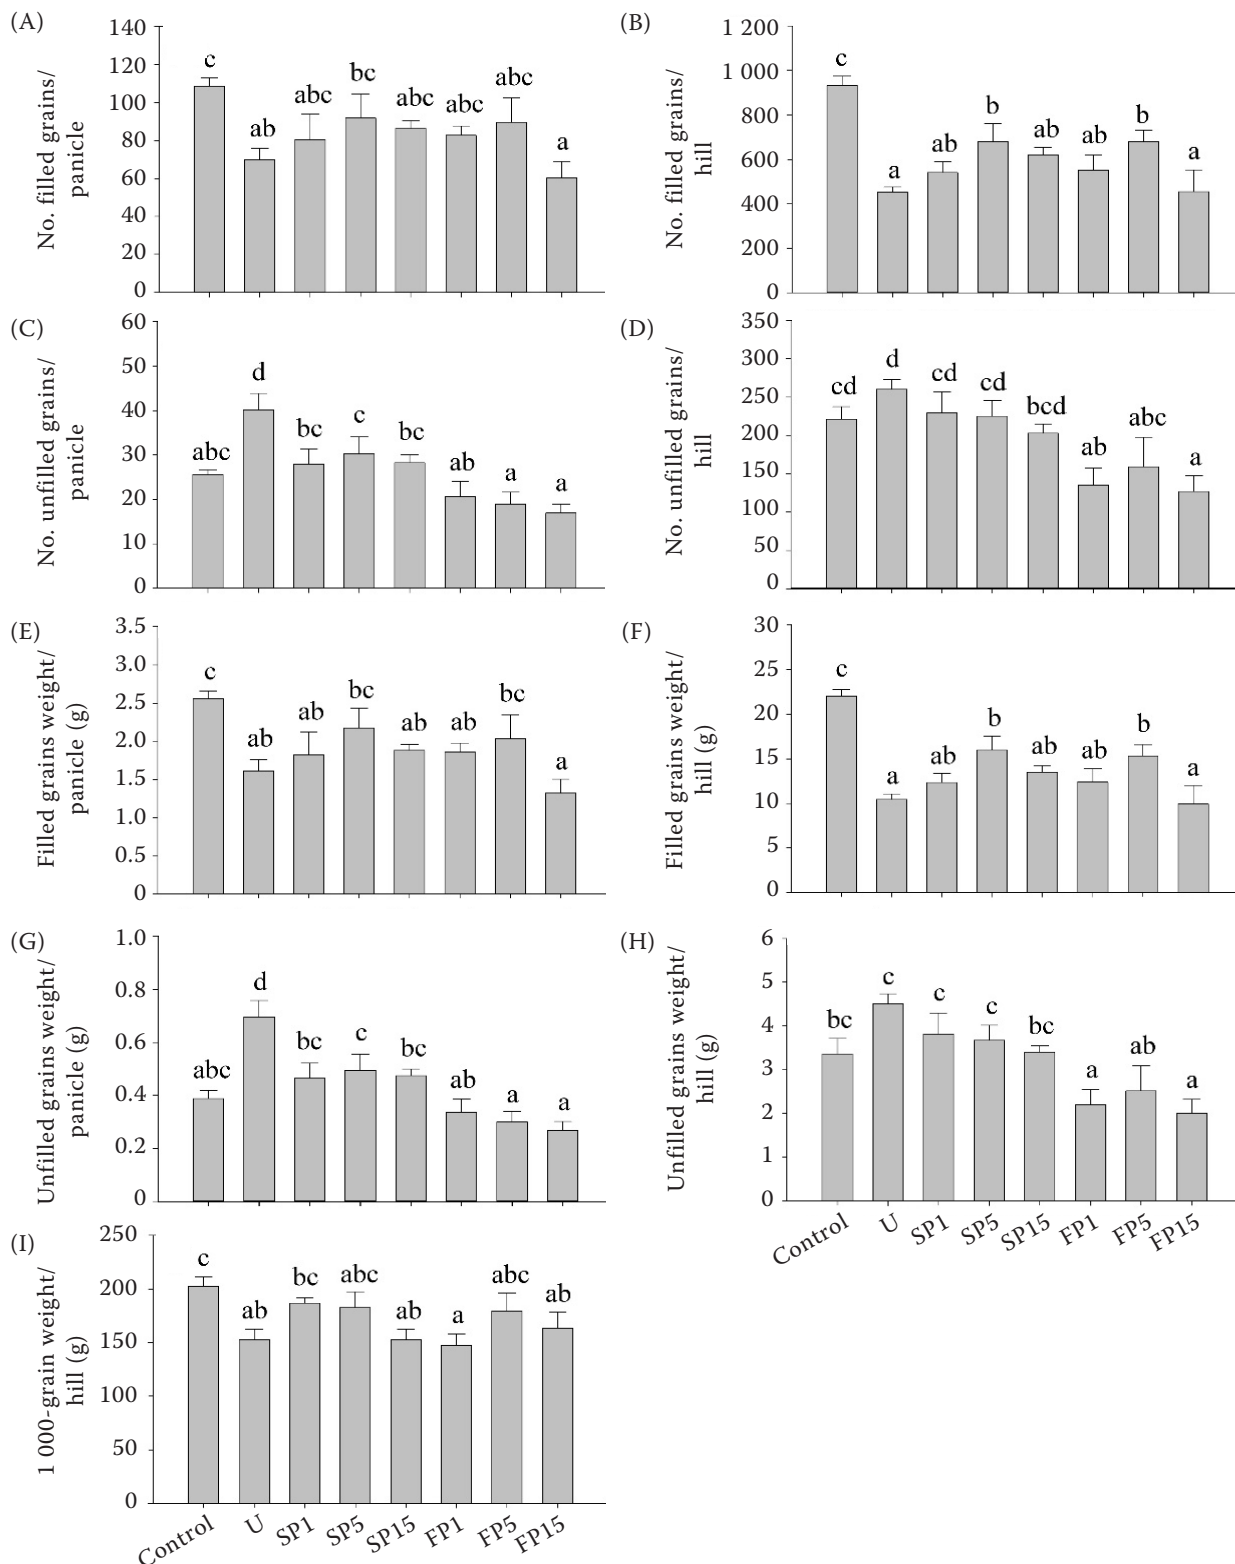 (A)
No. filled grains/
panicle
140
120
100
80
60
40
20
0
c
ab
abc
bc
abc
abc
abc
a
(B)
No. filled grains/
hill
1 200
1 000
800
600
400
200
0
c
a
ab
b
ab
ab
b
a
(C)
No. unfilled grains/
panicle
60
50
40
30
20
10
0
abc
d
bc
c
bc
ab
a
a
(D)
No. unfilled grains/
hill
350
300
250
200
150
100
50
0
cd
d
cd
cd
bcd
ab
abc
a
(E)
Filled grains weight/
panicle (g)
3.5
3.0
2.5
2.0
1.5
1.0
0.5
0
c
ab
ab
bc
ab
ab
bc
a
(F)
Filled grains weight/
hill (g)
30
25
20
15
10
5
0
c
a
ab
b
ab
ab
b
a
(G)
Unfilled grains weight/
panicle (g)
1.0
0.8
0.6
0.4
0.2
0
abc
d
bc
c
bc
ab
a
a
(H)
Unfilled grains weight/
hill (g)
6
5
4
3
2
1
0
bc
c
c
c
bc
a
ab
a
Control
U
SP1
SP5
SP15
FP1
FP5
FP15
(I)
1 000-grain weight/
hill (g)
250
200
150
100
50
0
c
ab
bc
abc
ab
a
abc
ab
Control
U
SP1
SP5
SP15
FP1
FP5
FP15